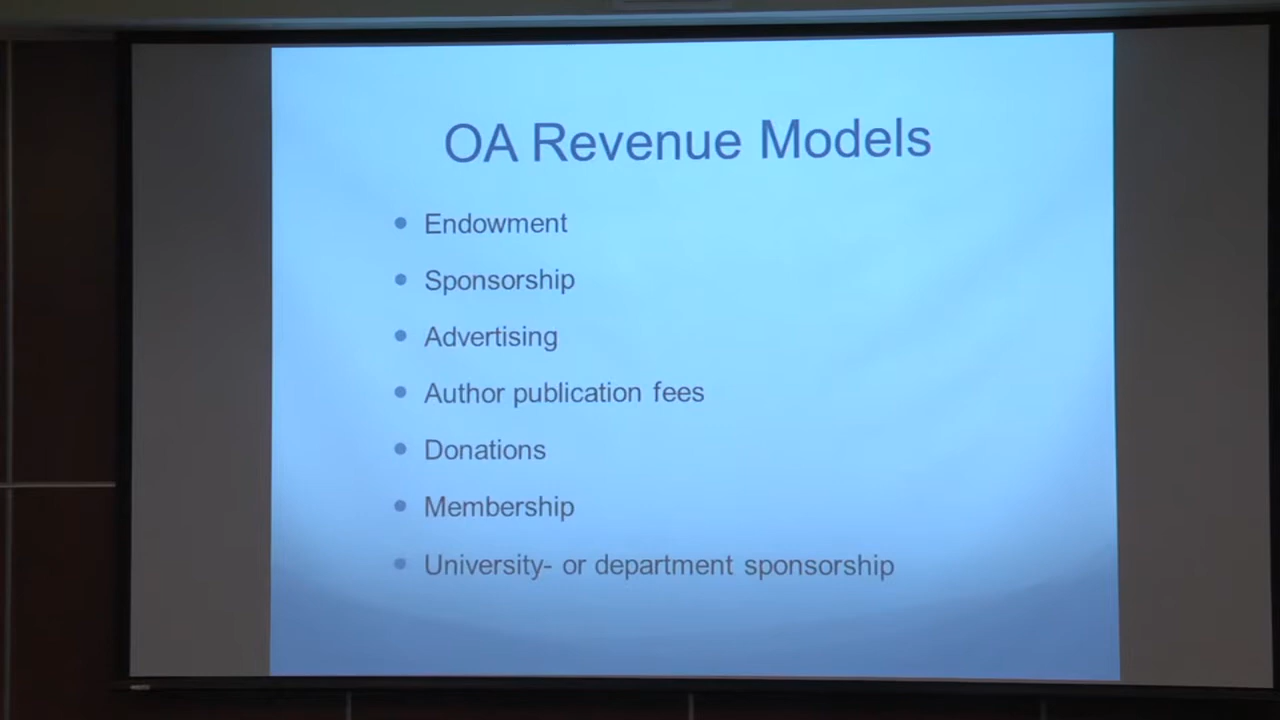 OA Revenue Models
• Endowment
• Sponsorship
• Advertising
• Author publication fees
• Donations
• Membership
• University- or department sponsorship